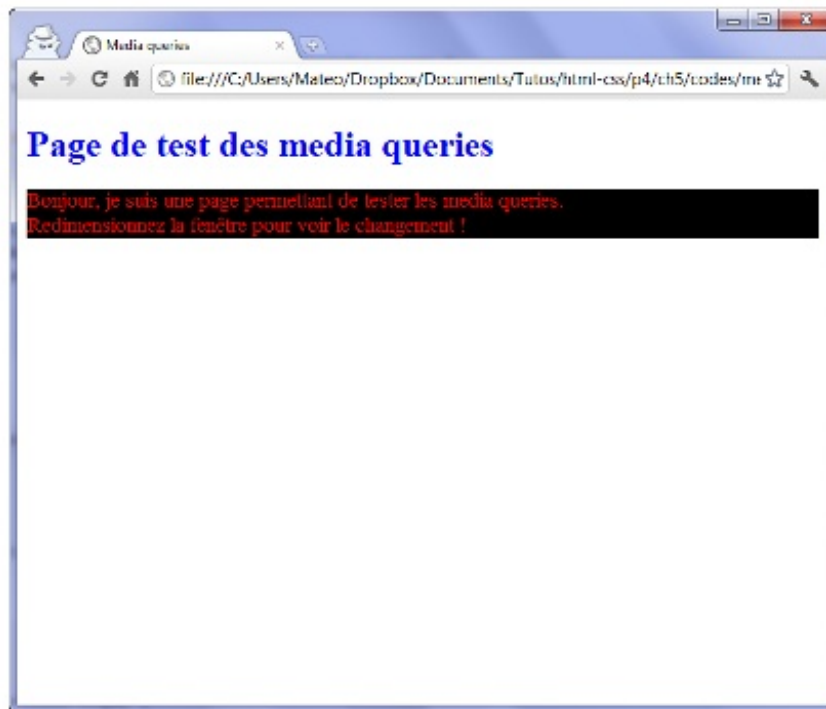 Media queries
file:///C:/Users/Mateo/Dropbox/Documents/Tutos/html-css/p4/ch5/codes/me
Page de test des media queries
Bonjour, je suis une page permettant de tester les media queries.
Redimensionnez la fenêtre pour voir le changement !